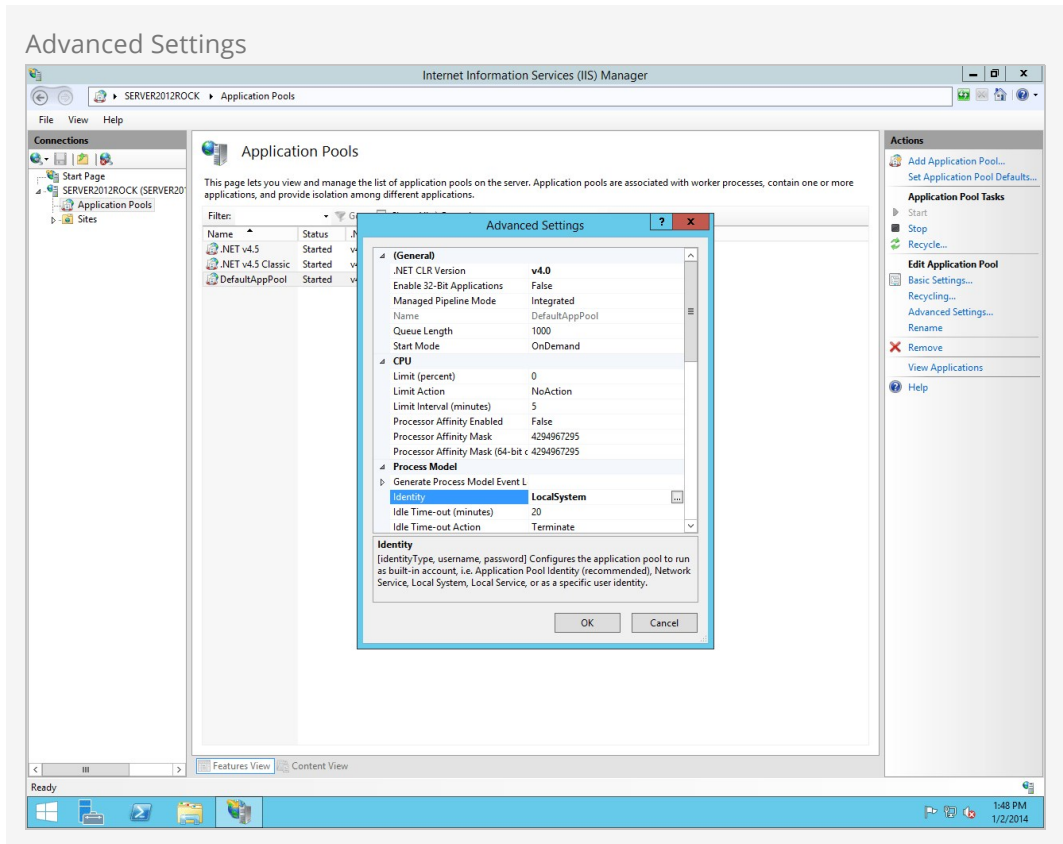 Advanced Settings
Internet Information Services (IIS) Manager
SERVER2012ROCK Application Pools
File View Help
Connections
Start Page
SERVER2012ROCK (SERVER20
Application Pools
Sites
Application Pools
This page lets you view and manage the list of application pools on the server. Application pools are associated with worker processes, contain one or more
applications, and provide isolation among different applications.
Filter:
Name Status
.NET v4.5 Started
.NET v4.5 Classic Started
DefaultAppPool Started
Advanced Settings
(General)
.NET CLR Version v4.0
Enable 32-Bit Applications False
Managed Pipeline Mode Integrated
Name DefaultAppPool
Queue Length 1000
Start Mode OnDemand
CPU
Limit (percent) 0
Limit Action NoAction
Limit Interval (minutes) 5
Processor Affinity Enabled False
Processor Affinity Mask 4294967295
Processor Affinity Mask (64-bit c 4294967295
Process Model
Generate Process Model Event L
Identity LocalSystem ...
Idle Time-out (minutes) 20
Idle Time-out Action Terminate
Identity
[identityType, username, password] Configures the application pool to run
as built-in account, i.e. Application Pool Identity (recommended), Network
Service, Local System, Local Service, or as a specific user identity.
OK Cancel
Actions
Add Application Pool...
Set Application Pool Defaults...
Application Pool Tasks
Start
Stop
Recycle...
Edit Application Pool
Basic Settings...
Recycling...
Advanced Settings...
Rename
Remove
View Applications
Help
Features View Content View
Ready
1:48 PM
1/2/2014